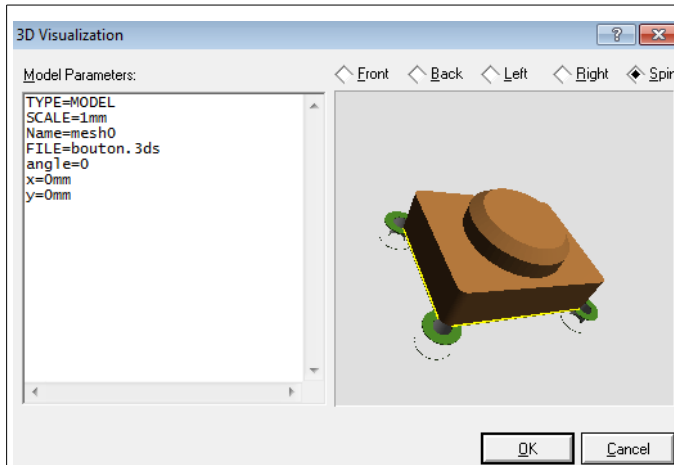 3D Visualization
Model Parameters:
Front Back Left Right Spin
TYPE=MODEL
SCALE=1mm
Name=mesh0
FILE=bouton.3ds
angle=0
x=0mm
y=0mm
OK Cancel